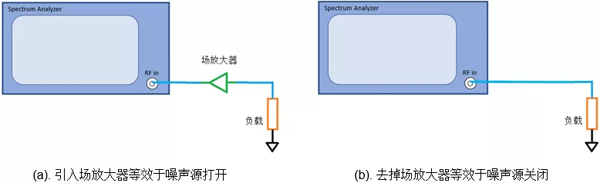 Spectrum Analyzer
RF in
场放大器
负载
(a). 引入场放大器等效于噪声源打开
Spectrum Analyzer
RF in
负载
(b). 去掉场放大器等效于噪声源关闭